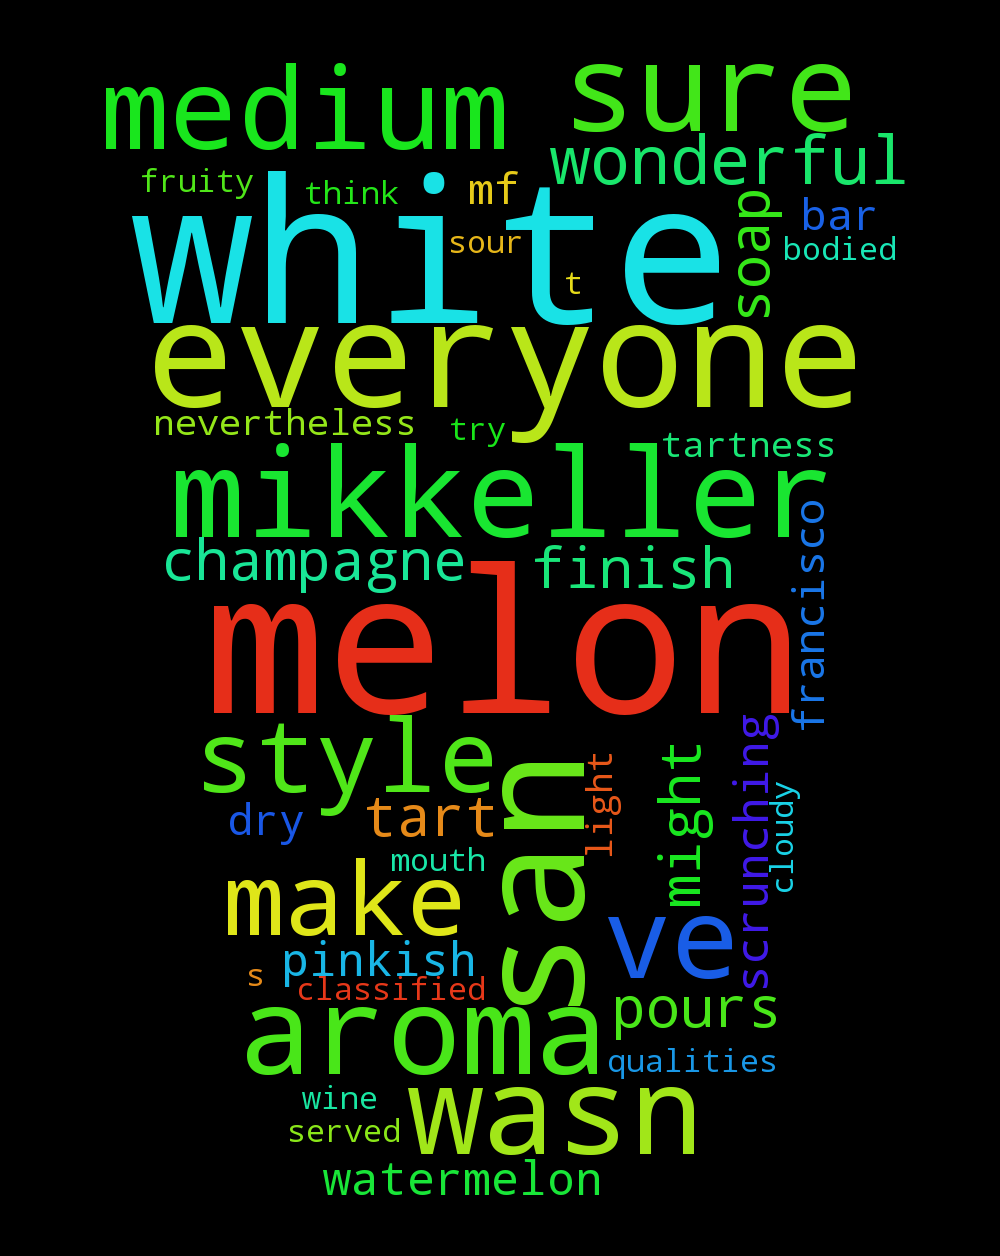 medium
sure
wonderful
fruity
think
mf
soap
bar
white
sour
t
bodied
everyone
nevertheless
try
tartness
mikkeller
francisco
champagne
finish
melon
style
san
light
might
scrunching
cloudy
dry
tart
mouth
make
ve
pinkish
s
classified
aroma
pours
qualities
wine
wasn
served
watermelon